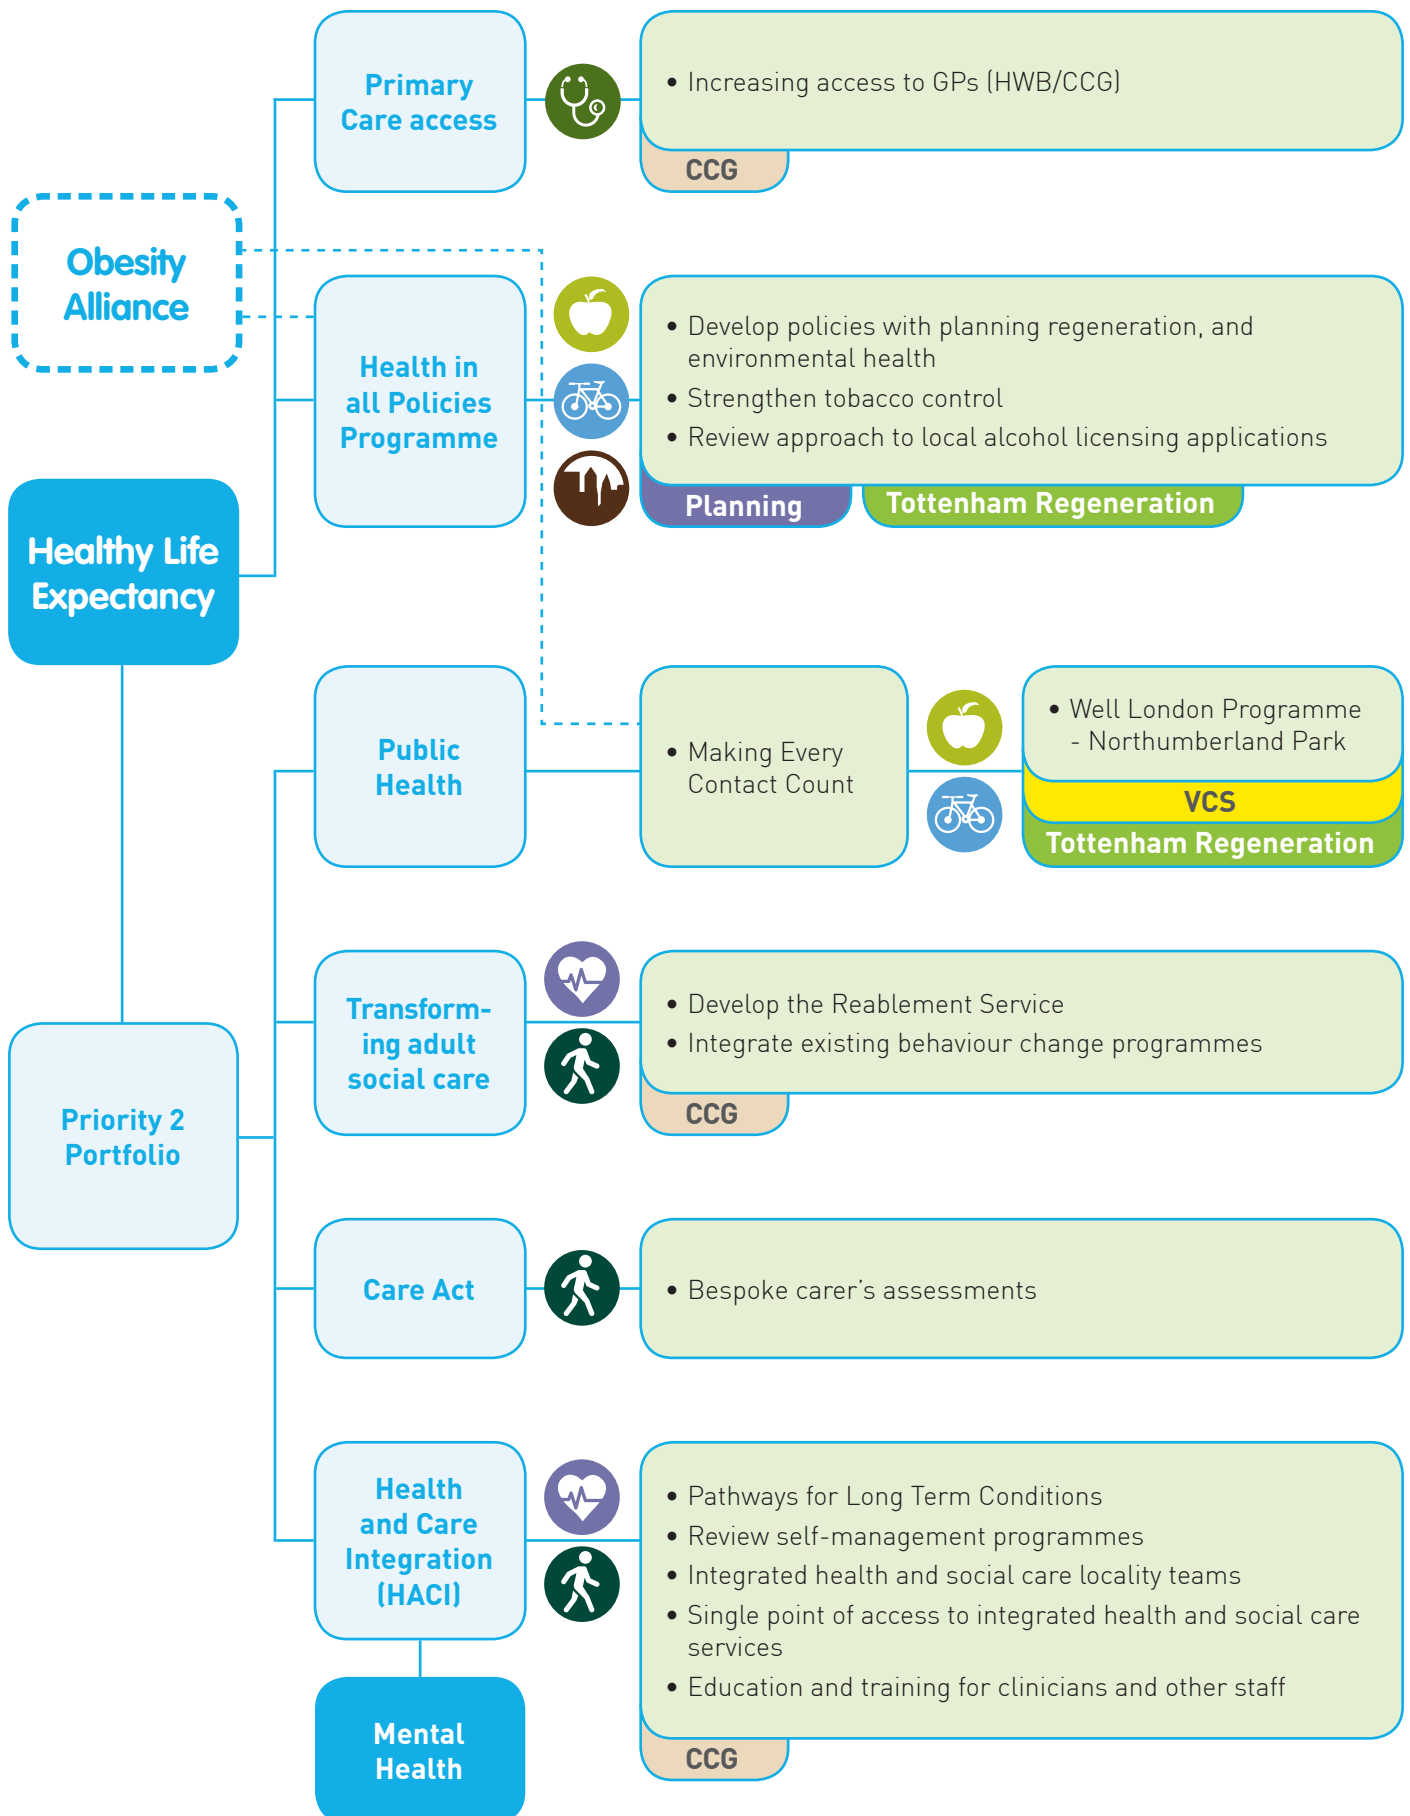 Primary
Care access
• Increasing access to GPs (HWB/CCG)
CCG
Obesity
Alliance
Health in
all Policies
Programme
• Develop policies with planning regeneration, and
environmental health
• Strengthen tobacco control
• Review approach to local alcohol licensing applications
Planning
Tottenham Regeneration
Healthy Life
Expectancy
Public
Health
• Making Every
Contact Count
• Well London Programme
- Northumberland Park
VCS
Tottenham Regeneration
Priority 2
Portfolio
Transform-
ing adult
social care
• Develop the Reablement Service
• Integrate existing behaviour change programmes
CCG
Care Act
• Bespoke carer’s assessments
Health
and Care
Integration
(HACI)
• Pathways for Long Term Conditions
• Review self-management programmes
• Integrated health and social care locality teams
• Single point of access to integrated health and social care
services
• Education and training for clinicians and other staff
CCG
Mental
Health